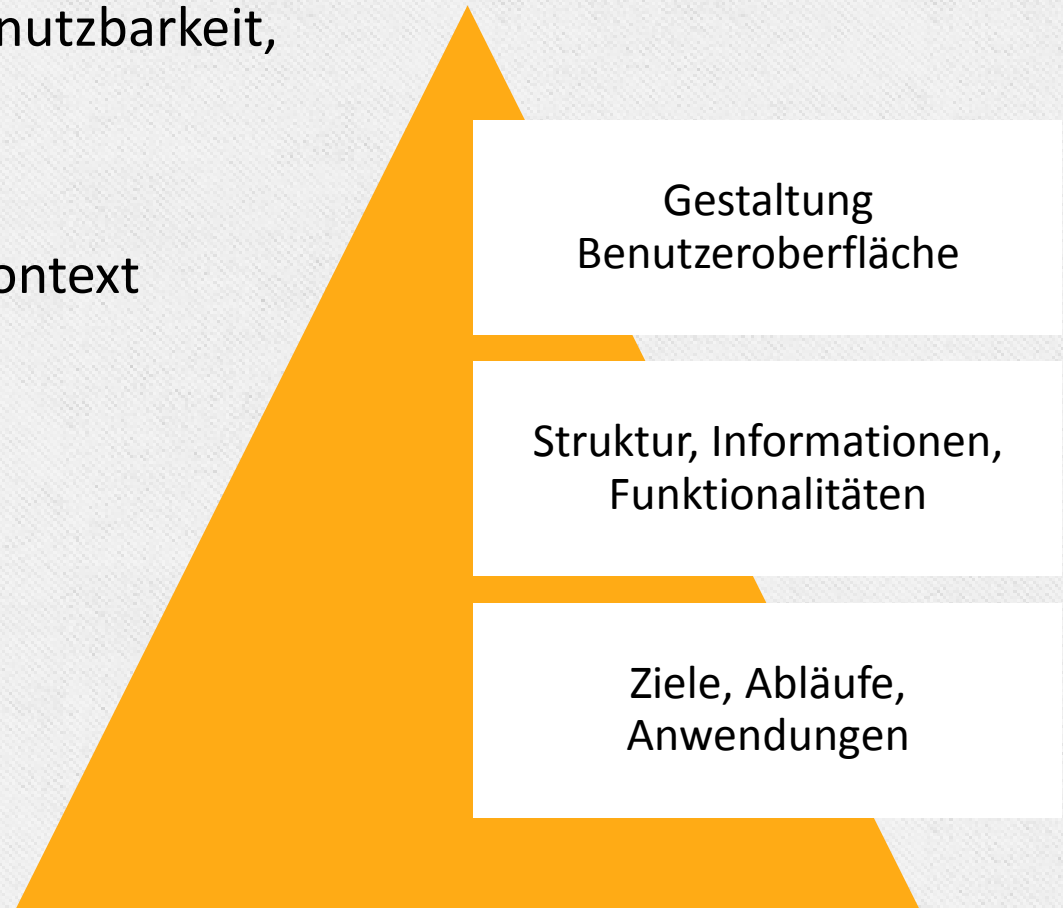 nutzbarkeit,
ontext
Gestaltung
Benutzeroberfläche
Struktur, Informationen,
Funktionalitäten
Ziele, Abläufe,
Anwendungen